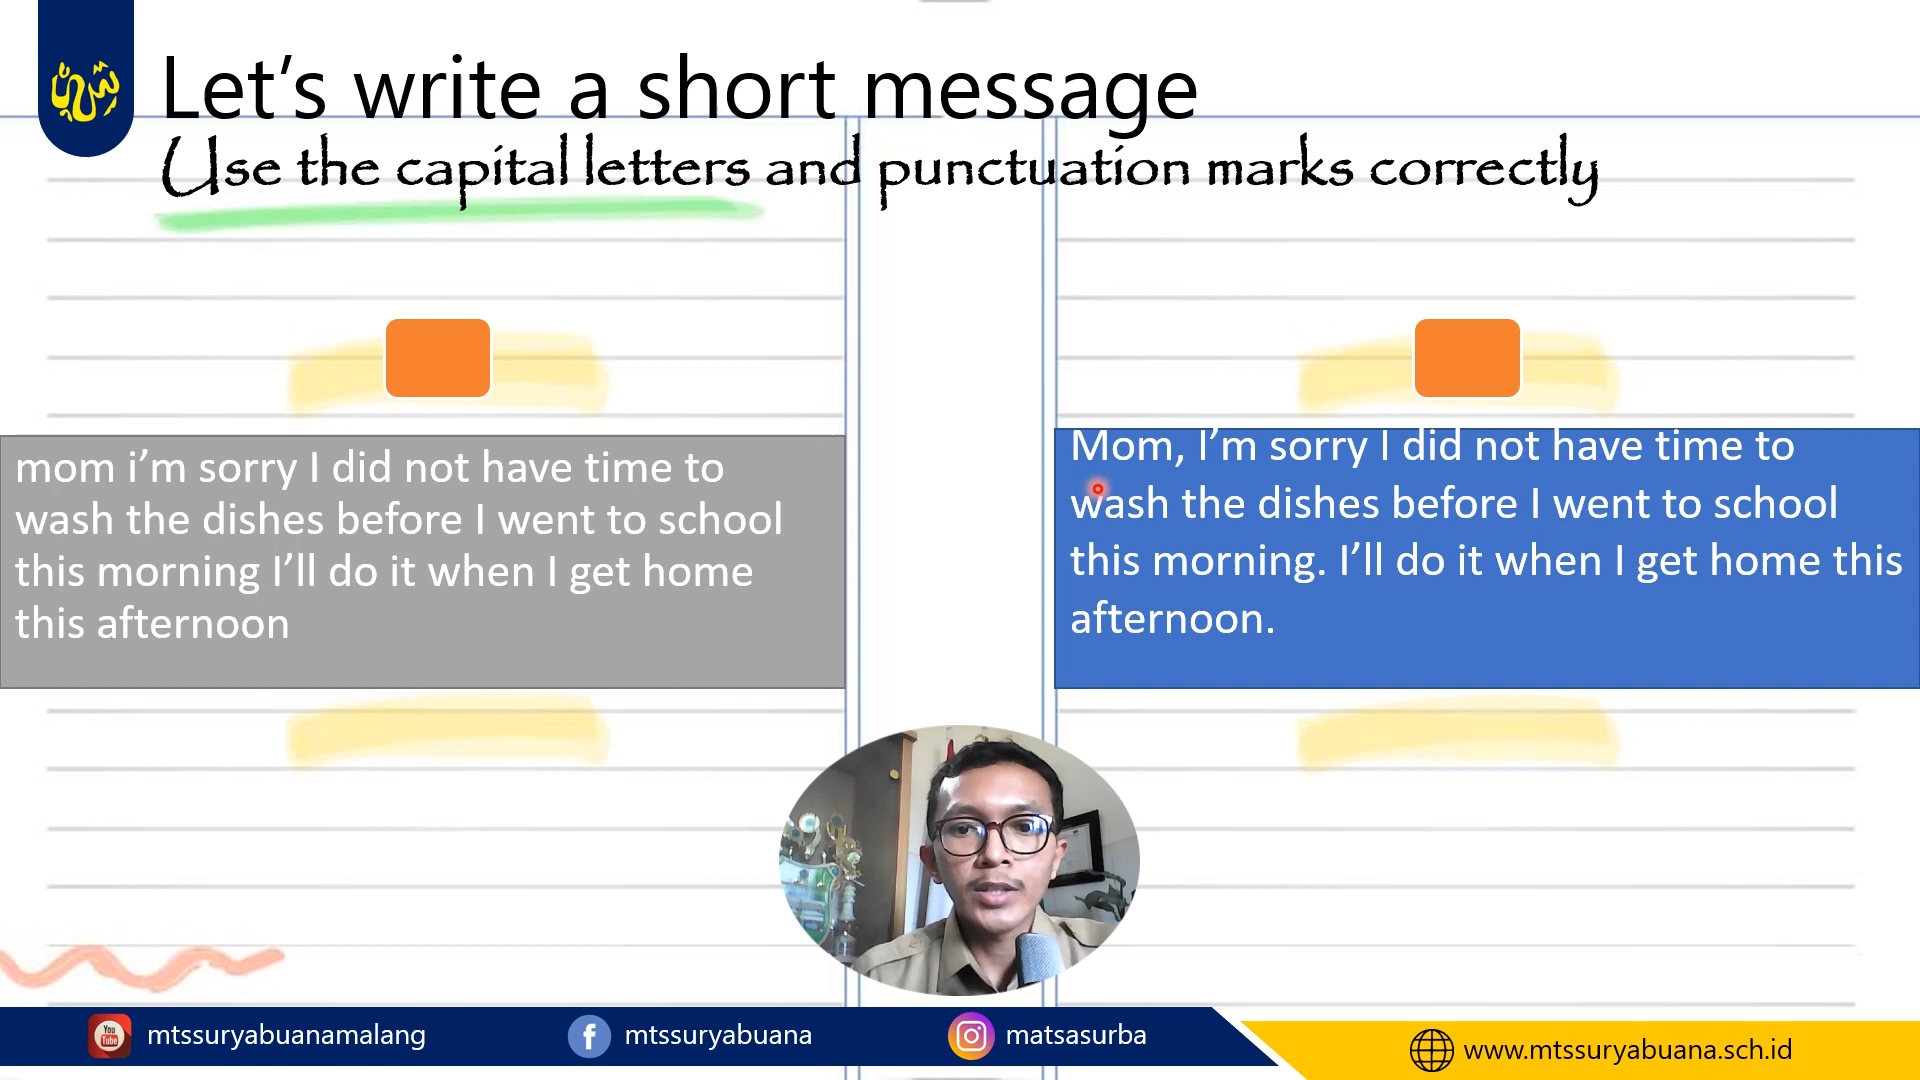 Let’s write a short message
Use the capital letters and punctuation marks correctly
mom i’m sorry I did not have time to
wash the dishes before I went to school
this morning I’ll do it when I get home
this afternoon
Mom, I’m sorry I did not have time to
wash the dishes before I went to school
this morning. I’ll do it when I get home this
afternoon.
You
Tube
mtssuryabuanamalang
mtssuryabuana
matsasurba
www.mtssuryabuana.sch.id